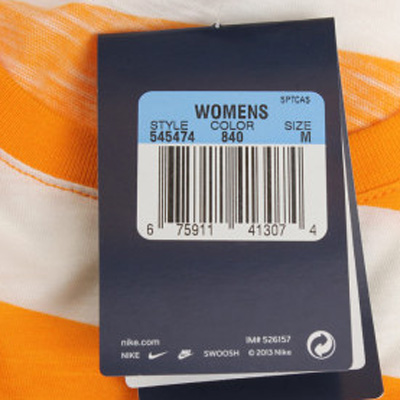 SPTCAS
WOMENS
STYLE COLOR SIZE
545474 840 M
6 75911 41307 4
nike.com IM# 526157
NIKE SWOOSH © 2013 Nike